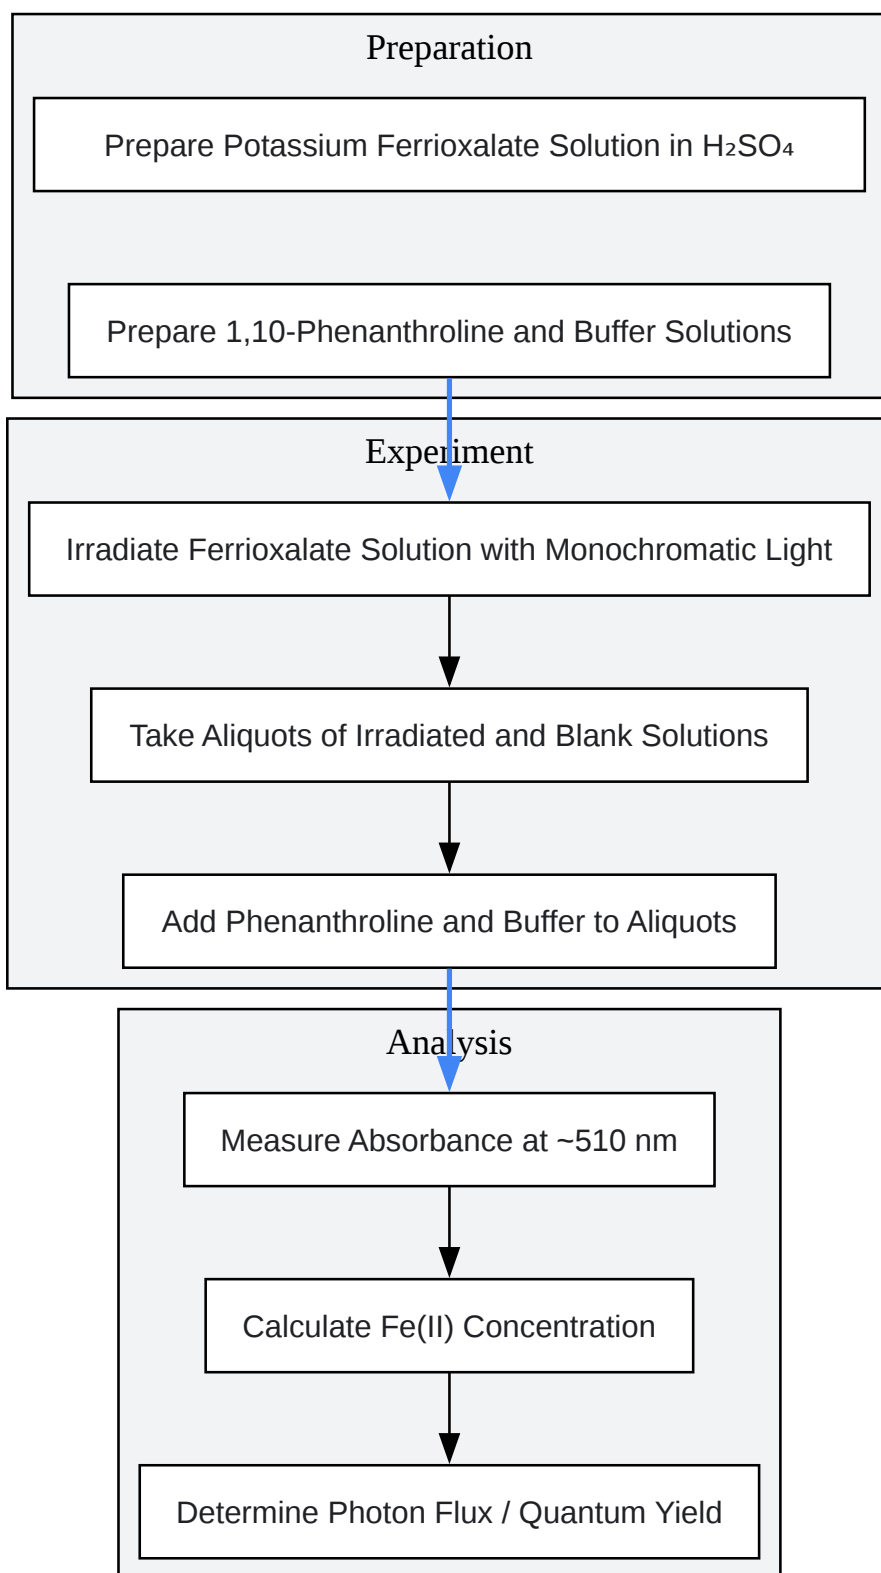 Preparation
Prepare Potassium Ferrioxalate Solution in H₂SO₄
Prepare 1,10-Phenanthroline and Buffer Solutions
Experiment
Irradiate Ferrioxalate Solution with Monochromatic Light
Take Aliquots of Irradiated and Blank Solutions
Add Phenanthroline and Buffer to Aliquots
Analysis
Measure Absorbance at ~510 nm
Calculate Fe(II) Concentration
Determine Photon Flux / Quantum Yield